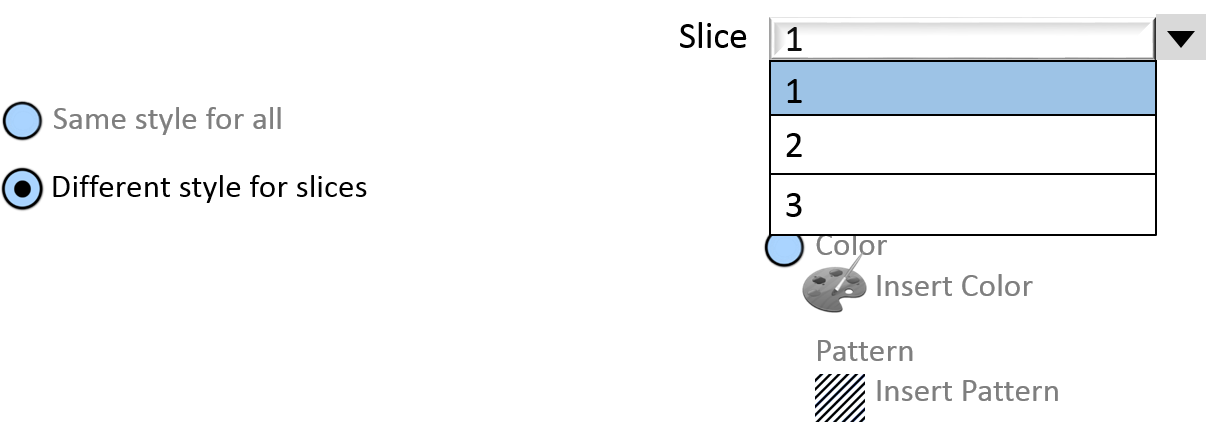 Slice
1
1
2
3
Same style for all
Different style for slices
Color
Insert Color
Pattern
Insert Pattern